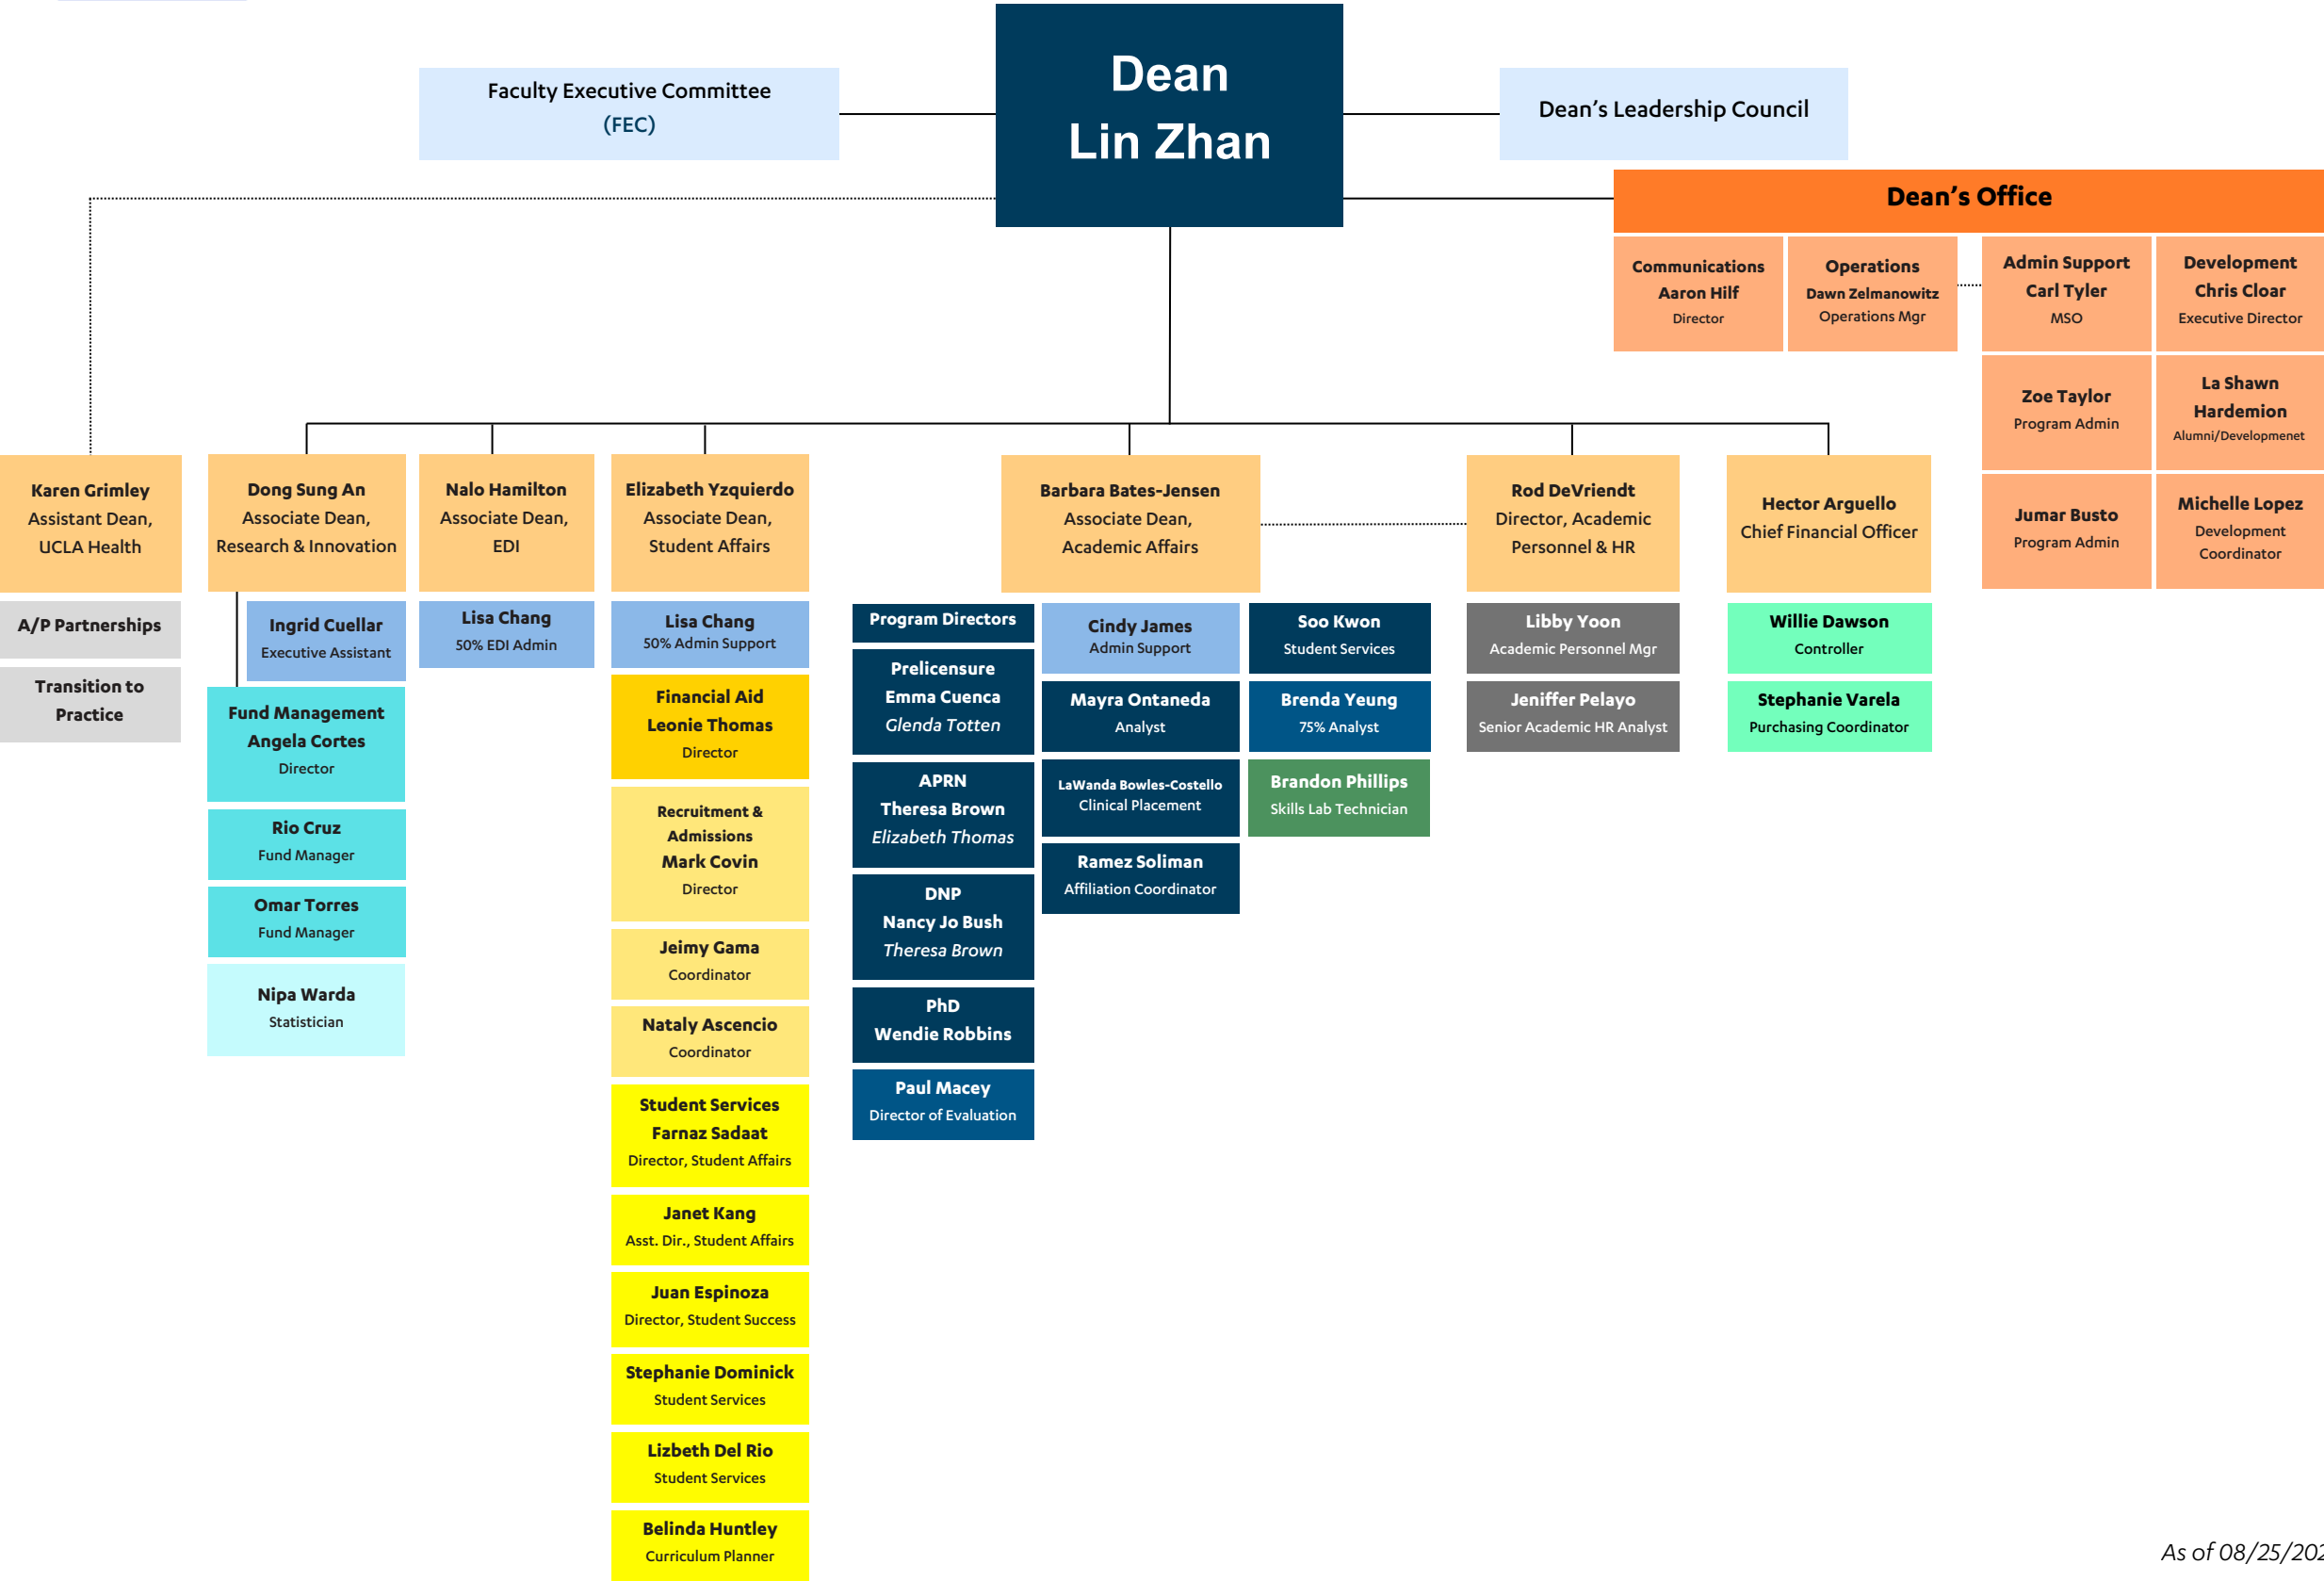 Dean
Lin Zhan
Faculty Executive Committee
(FEC)
Dean's Leadership Council
Dean's Office
Communications
Aaron Hilf
Director
Operations
Dawn Zelmanowitz
Operations Mgr
Admin Support
Carl Tyler
MSO
Development
Chris Cloar
Executive Director
Zoe Taylor
Program Admin
La Shawn
Hardemion
Alumni/Developmenet
Jumar Busto
Program Admin
Michelle Lopez
Development
Coordinator
Karen Grimley
Assistant Dean,
UCLA Health
A/P Partnerships
Transition to
Practice
Dong Sung An
Associate Dean,
Research & Innovation
Ingrid Cuellar
Executive Assistant
Fund Management
Angela Cortes
Director
Rio Cruz
Fund Manager
Omar Torres
Fund Manager
Nipa Warda
Statistician
Nalo Hamilton
Associate Dean,
EDI
Lisa Chang
50% EDI Admin
Elizabeth Yzquierdo
Associate Dean,
Student Affairs
Lisa Chang
50% Admin Support
Financial Aid
Leonie Thomas
Director
Recruitment &
Admissions
Mark Covin
Director
Jeimy Gama
Coordinator
Nataly Ascencio
Coordinator
Student Services
Farnaz Sadaat
Director, Student Affairs
Janet Kang
Asst. Dir., Student Affairs
Juan Espinoza
Director, Student Success
Stephanie Dominick
Student Services
Lizbeth Del Rio
Student Services
Belinda Huntley
Curriculum Planner
Barbara Bates-Jensen
Associate Dean,
Academic Affairs
Program Directors
Prelicensure
Emma Cuenca
Glenda Totten
APRN
Theresa Brown
Elizabeth Thomas
DNP
Nancy Jo Bush
Theresa Brown
PhD
Wendie Robbins
Paul Macey
Director of Evaluation
Cindy James
Admin Support
Mayra Ontaneda
Analyst
LaWanda Bowles-Costello
Clinical Placement
Ramez Soliman
Affiliation Coordinator
Soo Kwon
Student Services
Brenda Yeung
75% Analyst
Brandon Phillips
Skills Lab Technician
Rod DeVriendt
Director, Academic
Personnel & HR
Libby Yoon
Academic Personnel Mgr
Jeniffer Pelayo
Senior Academic HR Analyst
Hector Arguello
Chief Financial Officer
Willie Dawson
Controller
Stephanie Varela
Purchasing Coordinator
As of 08/25/202